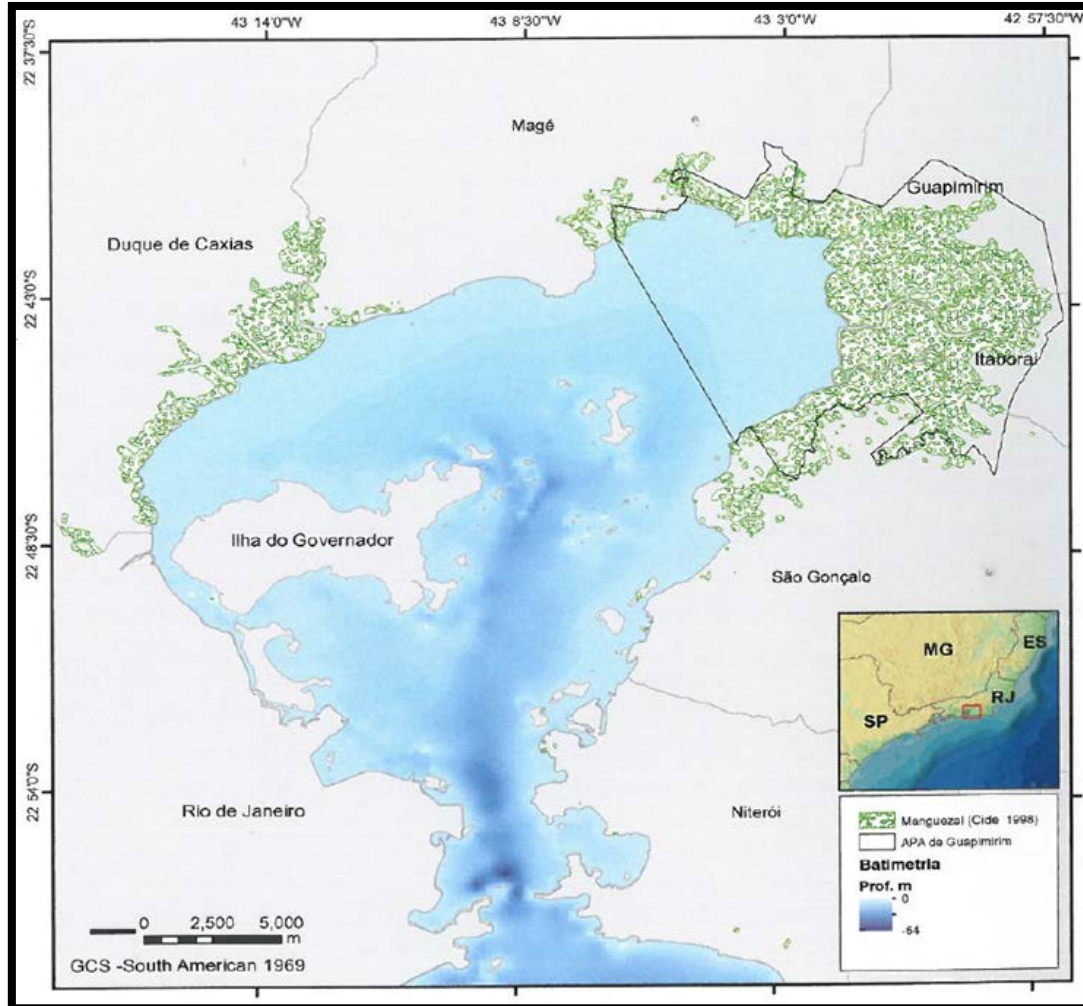 43 14'0"W 43 8'30"W 43 3'0"W 42 57'30"W
22 37'30"S
Magé
Guapimirim
Duque de Caxias
22 43'0"S
Itaboraí
Ilha do Governador
22 48'30"S
São Gonçalo
MG
ES
RJ
SP
22 54'0"S
Rio de Janeiro
Niterói
Manguezal (Cide 1998)
APA de Guapimirim
Batimetria
Prof. m
0
-64
0 2,500 5,000
m
GCS -South American 1969